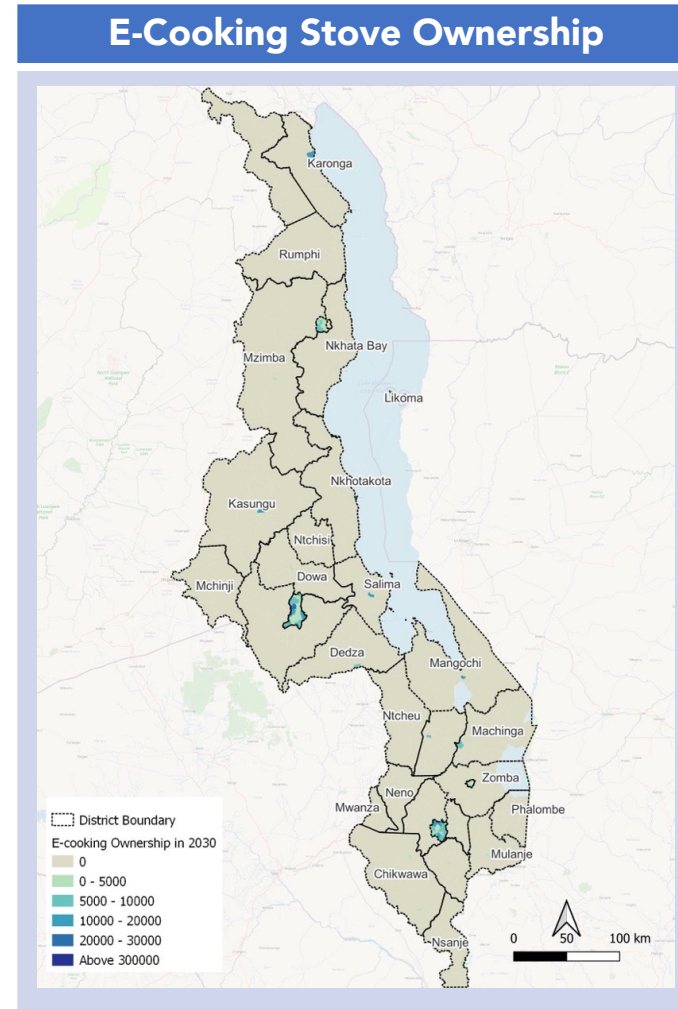 E-Cooking Stove Ownership
Karonga
Rumphi
Nkhata Bay
Mzimba
Likoma
Nkhotakota
Kasungu
Ntchisi
Dowa
Mchinji
Salima
Dedza
Mangochi
Ntcheu
Machinga
Zomba
Neno
Mwanza
Phalombe
Mulanje
Chikwawa
Nsanje
District Boundary
E-cooking Ownership in 2030
0
0 - 5000
5000 - 10000
10000 - 20000
20000 - 30000
Above 300000
0 50 100 km